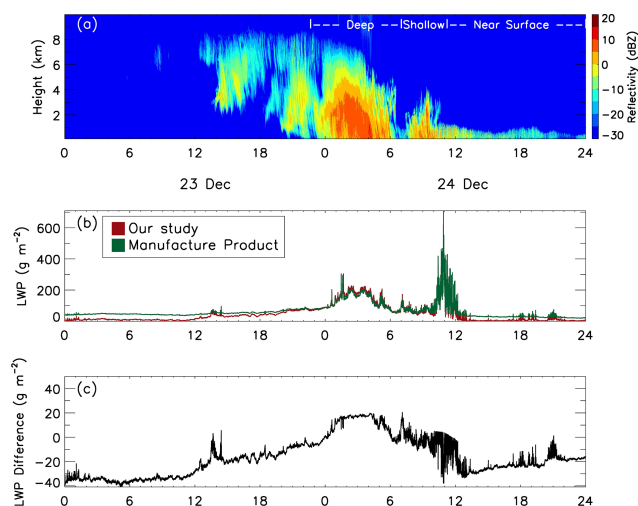 (a)
Deep
Shallow
Near Surface
Height (km)
8
6
4
2
0 6 12 18 0 6 12 18 24
20
10
0
−10
−20
−30
Reflectivity (dBZ)
23 Dec
24 Dec
(b)
Our study
Manufacture Product
LWP (g m−2)
600
400
200
0
0 6 12 18 0 6 12 18 24
(c)
LWP Difference (g m−2)
40
20
0
−20
−40
0 6 12 18 0 6 12 18 24